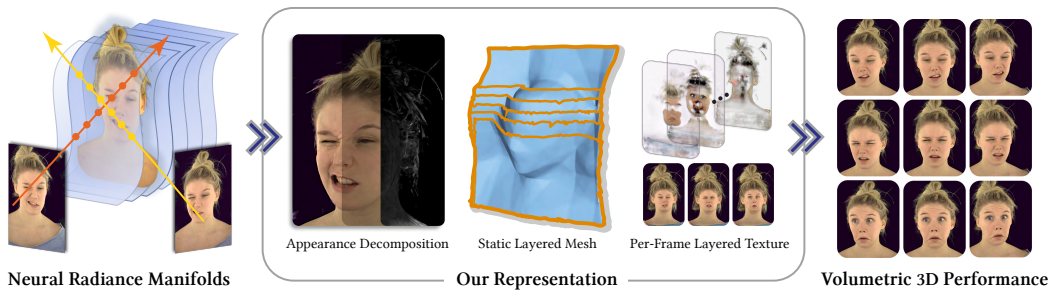 Appearance Decomposition
Static Layered Mesh
Per-Frame Layered Texture
Neural Radiance Manifolds
Our Representation
Volumetric 3D Performance